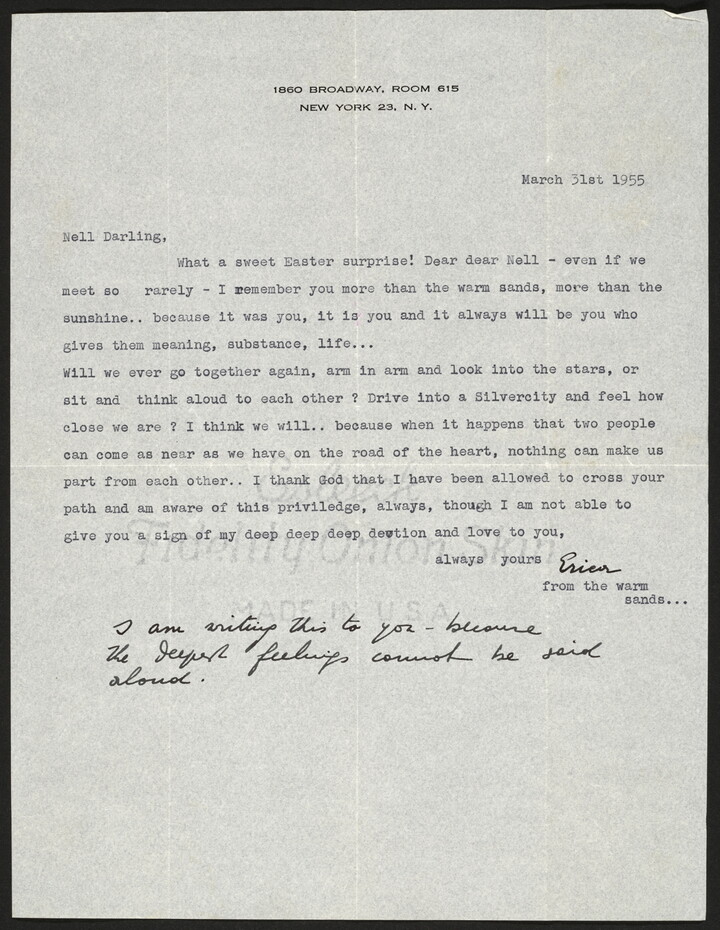 1860 BROADWAY, ROOM 615
NEW YORK 23, N. Y.
March 31st 1955
Nell Darling,
What a sweet Easter surprise! Dear dear Nell - even if we
meet so rarely - I remember you more than the warm sands, more than the
sunshine.. because it was you, it is you and it always will be you who
gives them meaning, substance, life...
Will we ever go together again, arm in arm and look into the stars, or
sit and think aloud to each other ? Drive into a Silvercity and feel how
close we are ? I think we will.. because when it happens that two people
can come as near as we have on the road of the heart, nothing can make us
part from each other.. I thank God that I have been allowed to cross your
path and am aware of this priviledge, always, though I am not able to
give you a sign of my deep deep deep devtion and love to you,
always yours Erica
from the warm
sands...
I am writing this to you - because
the deepest feelings cannot be said
aloud.
Fidelity Onion Skin
MADE IN U.S.A.